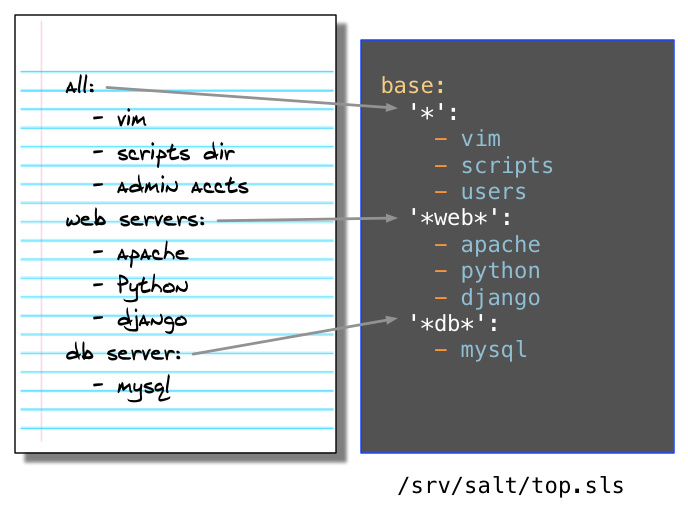 All:
- vim
- scripts dir
- admin accts
web servers:
- apache
- Python
- django
db server:
- mysql
base:
'*':
- vim
- scripts
- users
'*web*':
- apache
- python
- django
'*db*':
- mysql
/srv/salt/top.sls